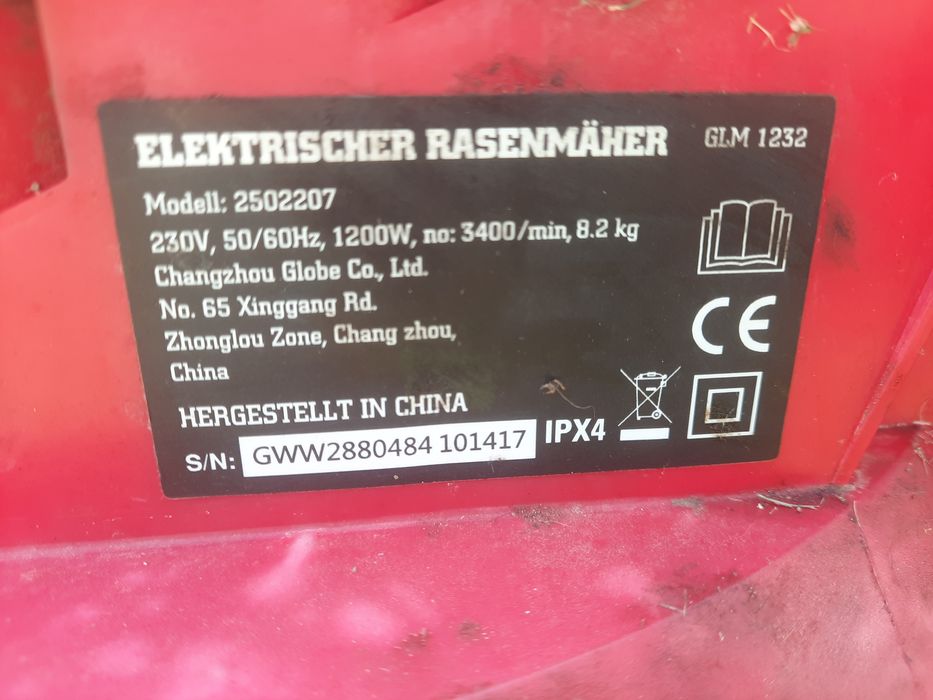 ELEKTRISCHER RASENMÄHER GLM 1232
Modell: 2502207
230V, 50/60Hz, 1200W, no: 3400/min, 8.2 kg
Changzhou Globe Co., Ltd.
No. 65 Xinggang Rd.
Zhonglou Zone, Chang zhou,
China
CE
HERGESTELLT IN CHINA
S/N: GWW2880484 101417 IPX4